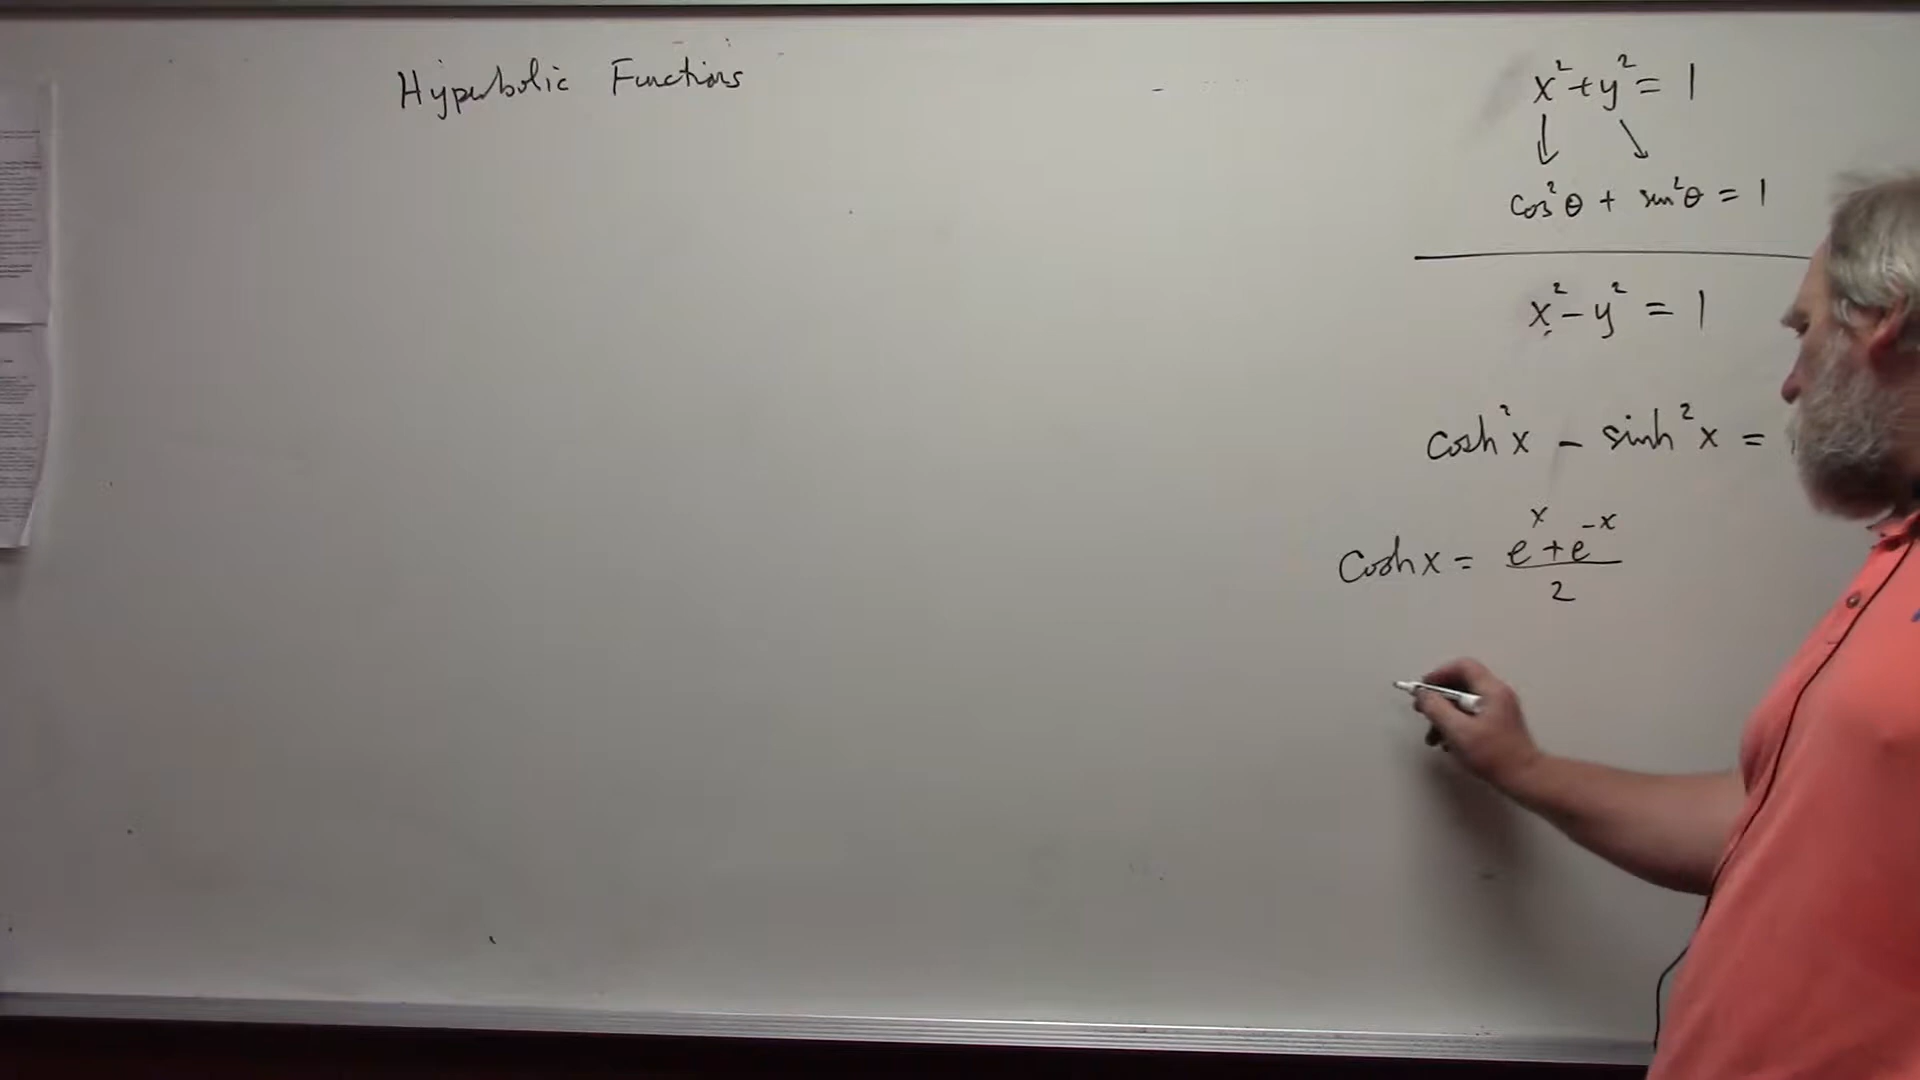 Hyperbolic Functions
x² + y² = 1
cos²θ + sin²θ = 1
x² - y² = 1
cosh²x - sinh²x =
cosh x = (e^x + e^-x)/2